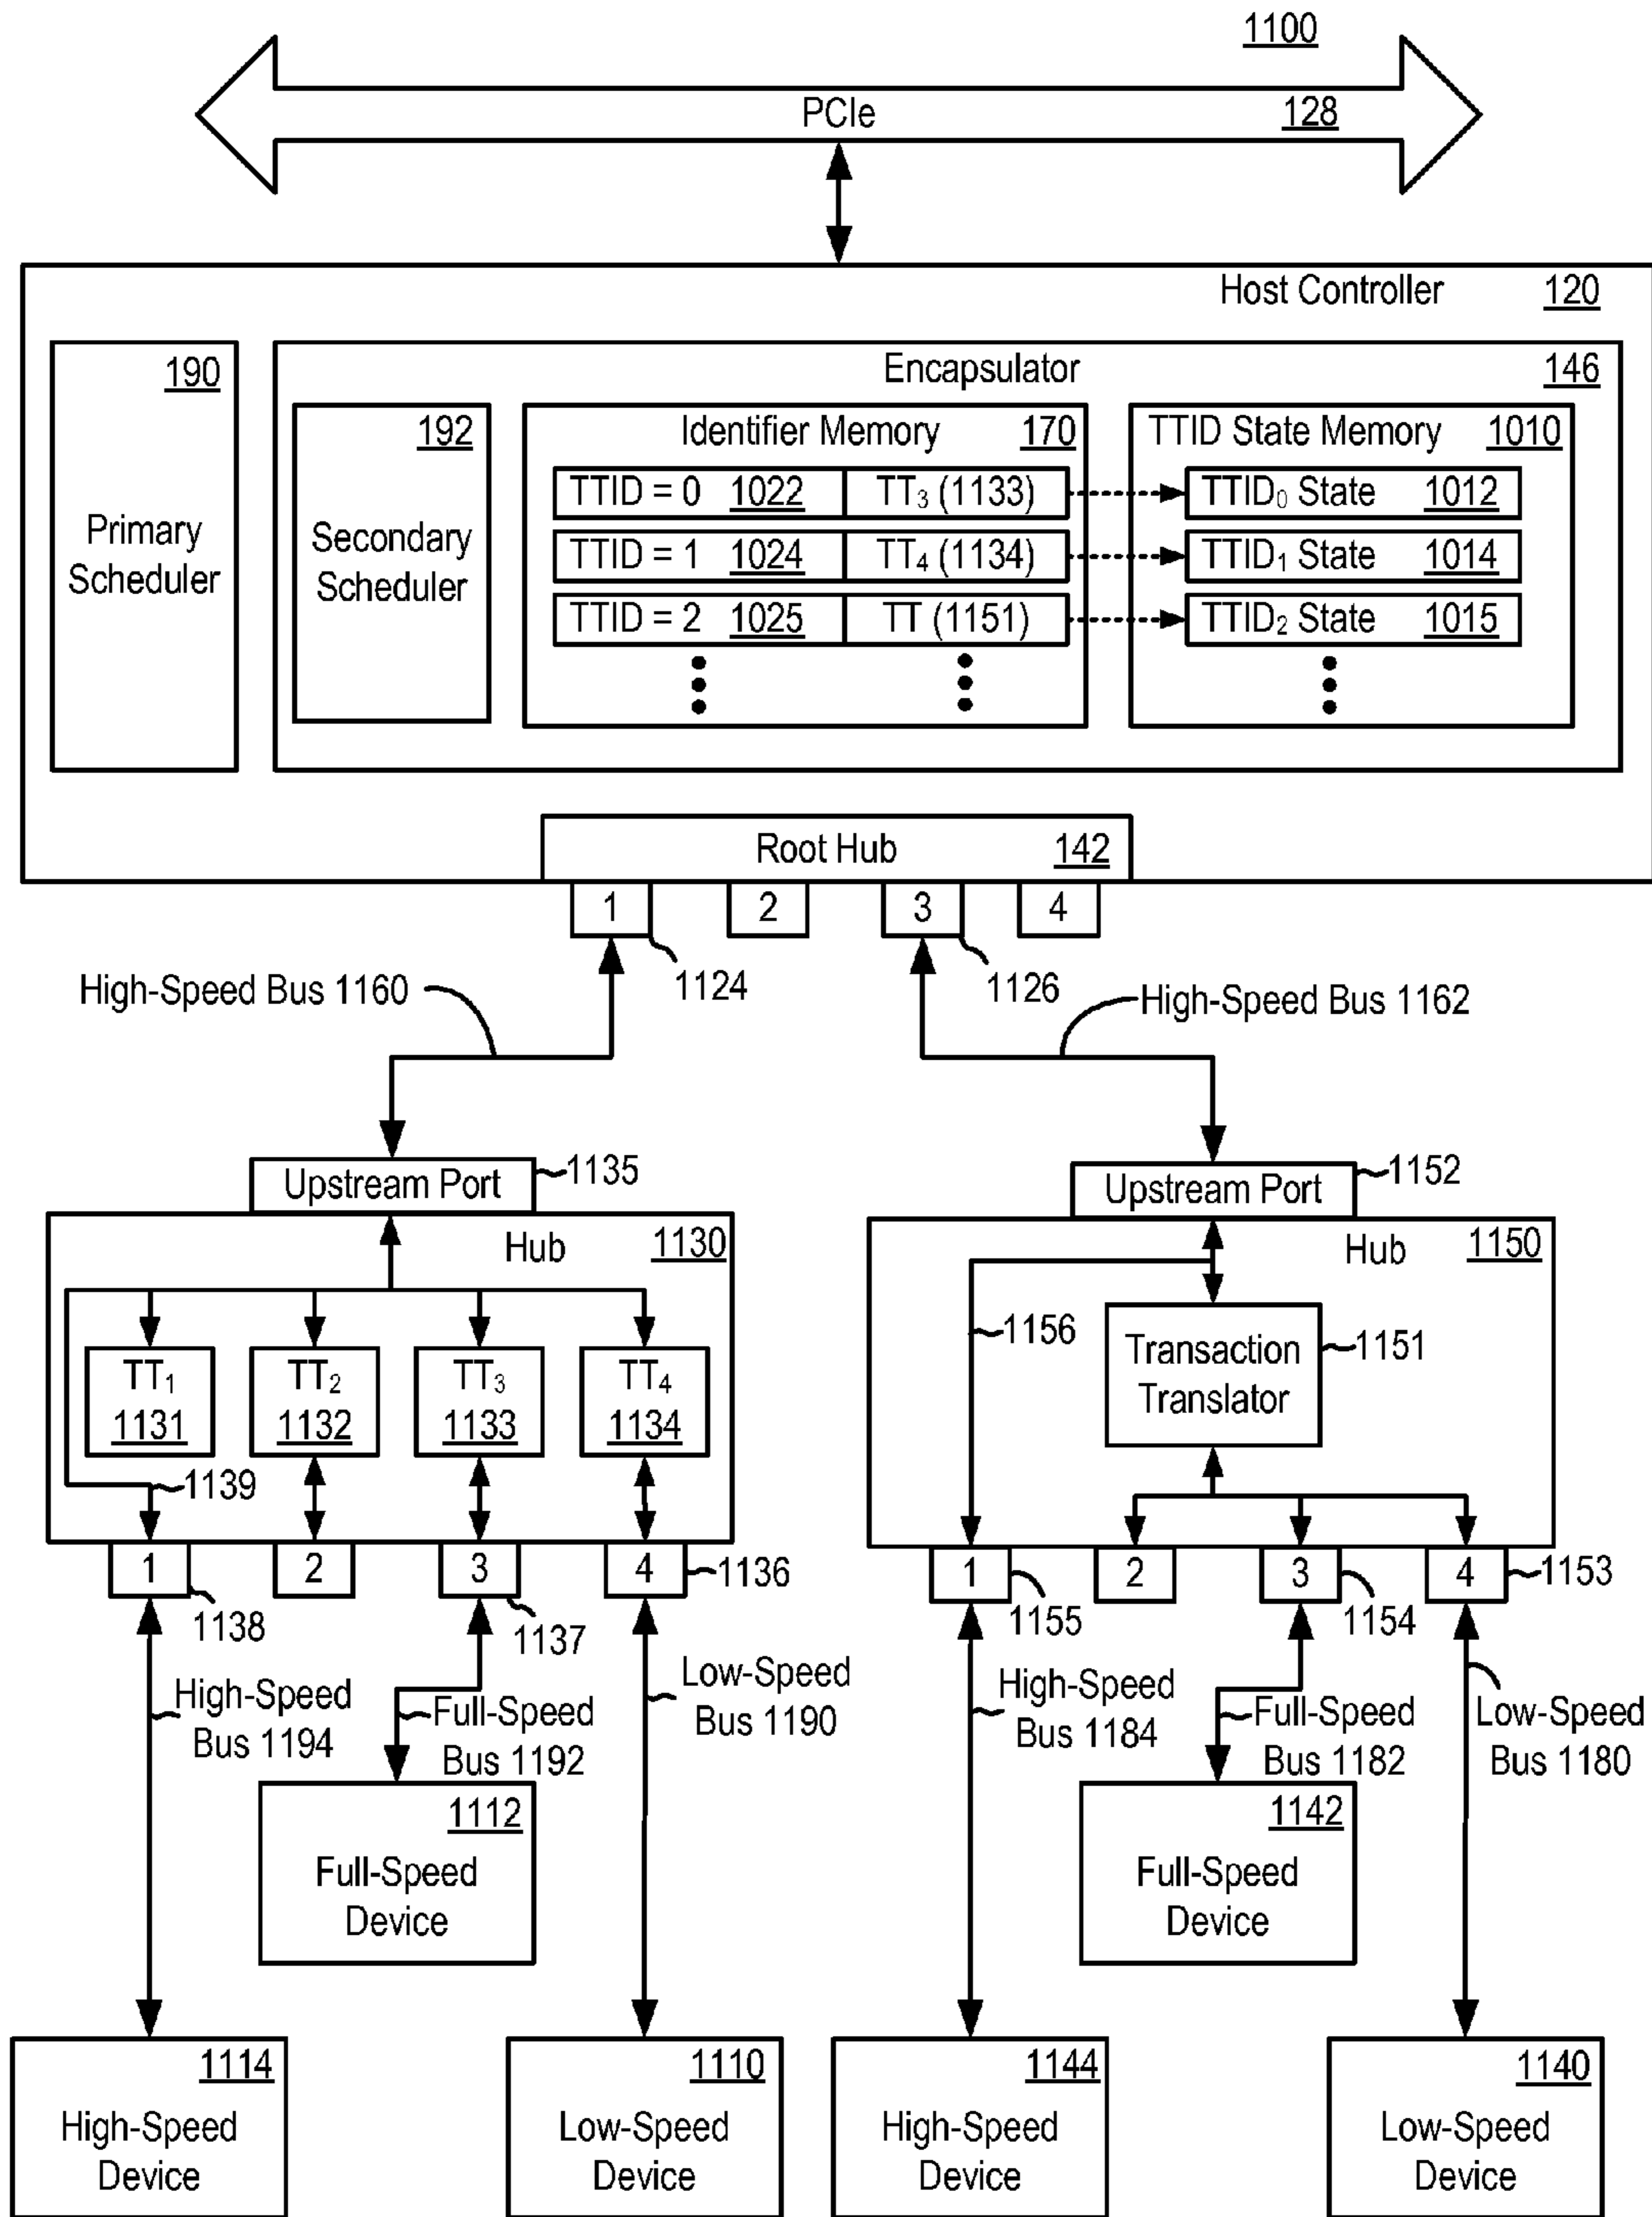 1100
PCIe 128
Host Controller 120
190
Primary
Scheduler
Encapsulator 146
192
Secondary
Scheduler
Identifier Memory 170
TTID = 0 1022 TT₃ (1133)
TTID = 1 1024 TT₄ (1134)
TTID = 2 1025 TT (1151)
TTID State Memory 1010
TTID₀ State 1012
TTID₁ State 1014
TTID₂ State 1015
Root Hub 142
1 2 3 4
1124
1126
High-Speed Bus 1160
High-Speed Bus 1162
Upstream Port
1135
Hub 1130
TT₁
1131
TT₂
1132
TT₃
1133
TT₄
1134
1139
1 2 3 4
1136
1138
1137
High-Speed
Bus 1194
Full-Speed
Bus 1192
Low-Speed
Bus 1190
1112
Full-Speed
Device
1114
High-Speed
Device
1110
Low-Speed
Device
Upstream Port
1152
Hub 1150
1156
Transaction
Translator
1151
1 2 3 4
1153
1155
1154
High-Speed
Bus 1184
Full-Speed
Bus 1182
Low-Speed
Bus 1180
1142
Full-Speed
Device
1144
High-Speed
Device
1140
Low-Speed
Device